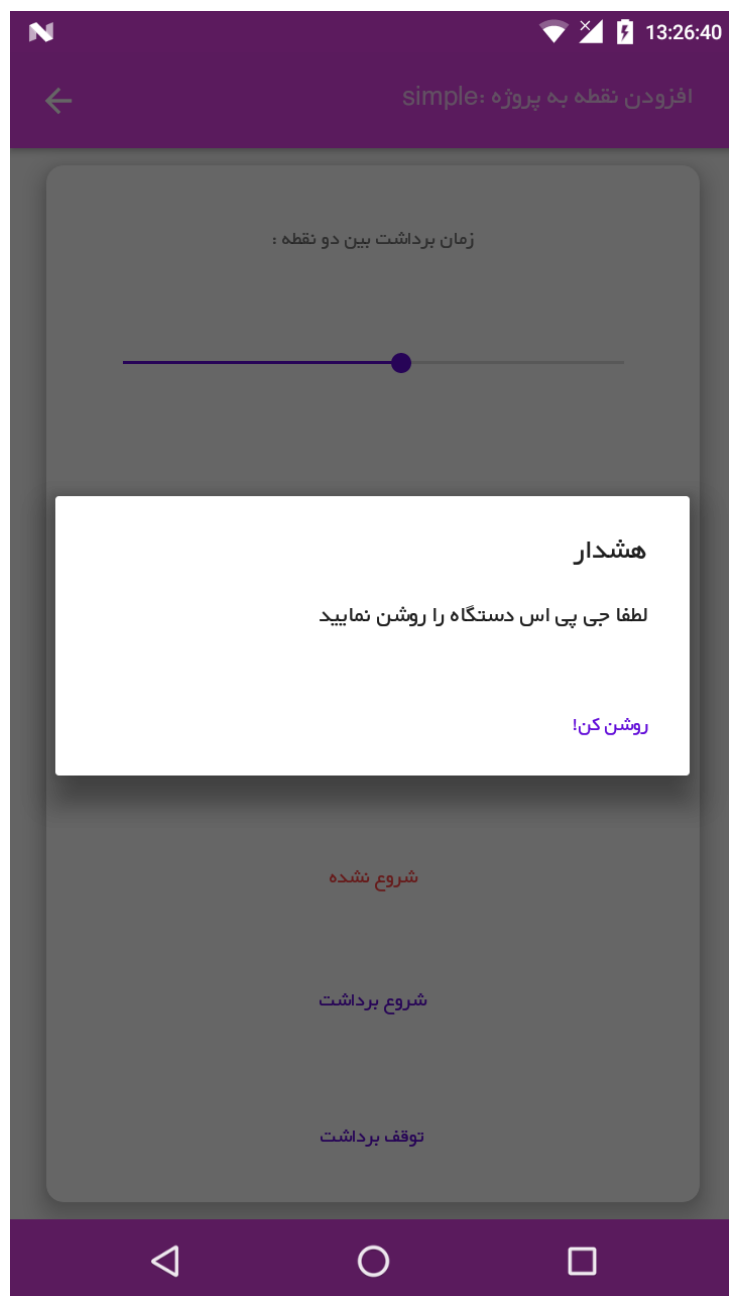 13:26:40
افزودن نقطه به پروژه :simple
زمان برداشت بین دو نقطه :
هشدار
لطفا جی پی اس دستگاه را روشن نمایید
روشن کن!
شروع نشده
شروع برداشت
توقف برداشت